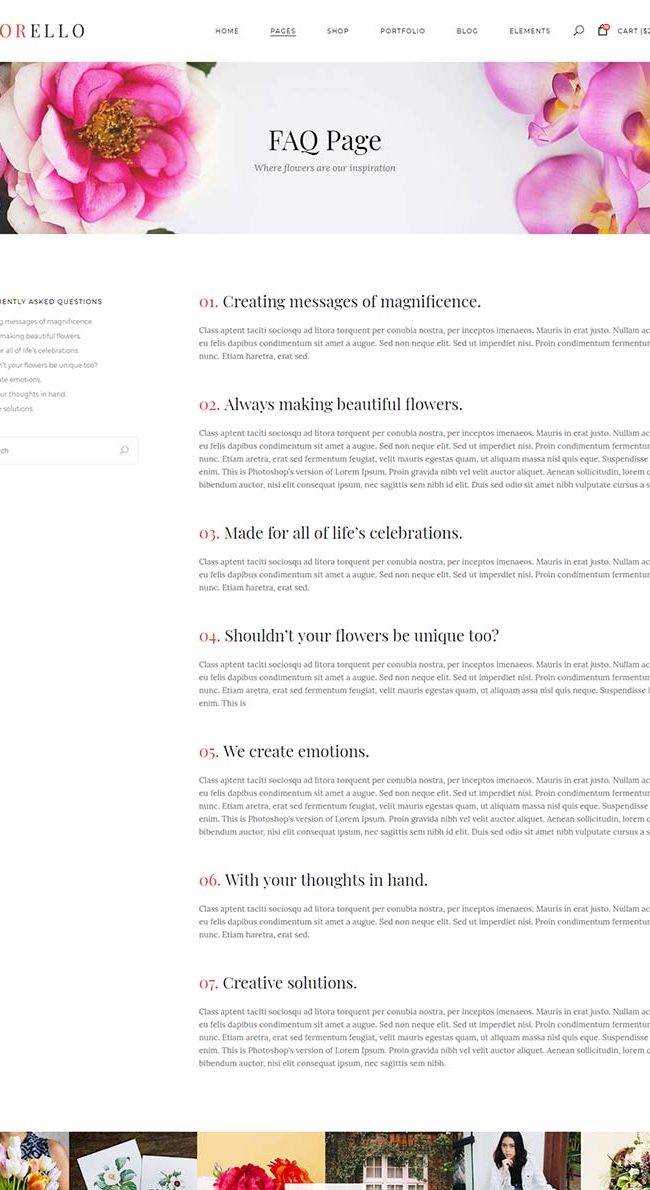 ORELLO
HOME PAGES SHOP PORTFOLIO BLOG ELEMENTS CART ($2
FAQ Page
Where flowers are our inspiration
ENTLY ASKED QUESTIONS
g messages of magnificence.
making beautiful flowers.
or all of life's celebrations.
n't your flowers be unique too?
ate emotions.
our thoughts in hand.
e solutions.
rch
01. Creating messages of magnificence.
Class aptent taciti sociosqu ad litora torquent per conubia nostra, per inceptos imenaeos. Mauris in erat justo. Nullam ac
eu felis dapibus condimentum sit amet a augue. Sed non neque elit. Sed ut imperdiet nisi. Proin condimentum fermentum
nunc. Etiam haretra, erat sed.
02. Always making beautiful flowers.
Class aptent taciti sociosqu ad litora torquent per conubia nostra, per inceptos imenaeos. Mauris in erat justo. Nullam ac
eu felis dapibus condimentum sit amet a augue. Sed non neque elit. Sed ut imperdiet nisi. Proin condimentum fermentum
nunc. Etiam aretra, erat sed fermentum feugiat, velit mauris egestas quam, ut aliquam massa nisl quis eque. Suspendisse
enim. This is Photoshop's version of Lorem Ipsum. Proin gravida nibh vel velit auctor aliquet. Aenean sollicitudin, lorem q
bibendum auctor, nisi elit consequat ipsum, nec sagittis sem nibh id elit. Duis sed odio sit amet nibh vulputate cursus a s
03. Made for all of life's celebrations.
Class aptent taciti sociosqu ad litora torquent per conubia nostra, per inceptos imenaeos. Mauris in erat justo. Nullam ac
eu felis dapibus condimentum sit amet a augue. Sed non neque elit. Sed ut imperdiet nisi. Proin condimentum fermentum
nunc. Etiam haretra, erat sed.
04. Shouldn't your flowers be unique too?
Class aptent taciti sociosqu ad litora torquent per conubia nostra, per inceptos imenaeos. Mauris in erat justo. Nullam ac
eu felis dapibus condimentum sit amet a augue. Sed non neque elit. Sed ut imperdiet nisi. Proin condimentum fermentum
nunc. Etiam aretra, erat sed fermentum feugiat, velit mauris egestas quam, ut aliquam assa nisl quis neque. Suspendisse i
enim. This is
05. We create emotions.
Class aptent taciti sociosqu ad litora torquent per conubia nostra, per inceptos imenaeos. Mauris in erat justo. Nullam ac
eu felis dapibus condimentum sit amet a augue. Sed non neque elit. Sed ut imperdiet nisi. Proin condimentum fermentum
nunc. Etiam aretra, erat sed fermentum feugiat, velit mauris egestas quam, ut aliquam massa nisl quis eque. Suspendisse
enim. This is Photoshop's version of Lorem Ipsum. Proin gravida nibh vel velit auctor aliquet. Aenean sollicitudin, lorem q
bibendum auctor, nisi elit consequat ipsum, nec sagittis sem nibh id elit. Duis sed odio sit amet nibh vulputate cursus a s
06. With your thoughts in hand.
Class aptent taciti sociosqu ad litora torquent per conubia nostra, per inceptos imenaeos. Mauris in erat justo. Nullam ac
eu felis dapibus condimentum sit amet a augue. Sed non neque elit. Sed ut imperdiet nisi. Proin condimentum fermentum
nunc. Etiam haretra, erat sed.
07. Creative solutions.
Class aptent taciti sociosqu ad litora torquent per conubia nostra, per inceptos imenaeos. Mauris in erat justo. Nullam ac
eu felis dapibus condimentum sit amet a augue. Sed non neque elit. Sed ut imperdiet nisi. Proin condimentum fermentum
nunc. Etiam aretra, erat sed fermentum feugiat, velit mauris egestas quam, ut aliquam massa nisl quis eque. Suspendisse
enim. This is Photoshop's version of Lorem Ipsum. Proin gravida nibh vel velit auctor aliquet. Aenean sollicitudin, lorem q
bibendum auctor, nisi elit consequat ipsum, nec sagittis sem nibh.